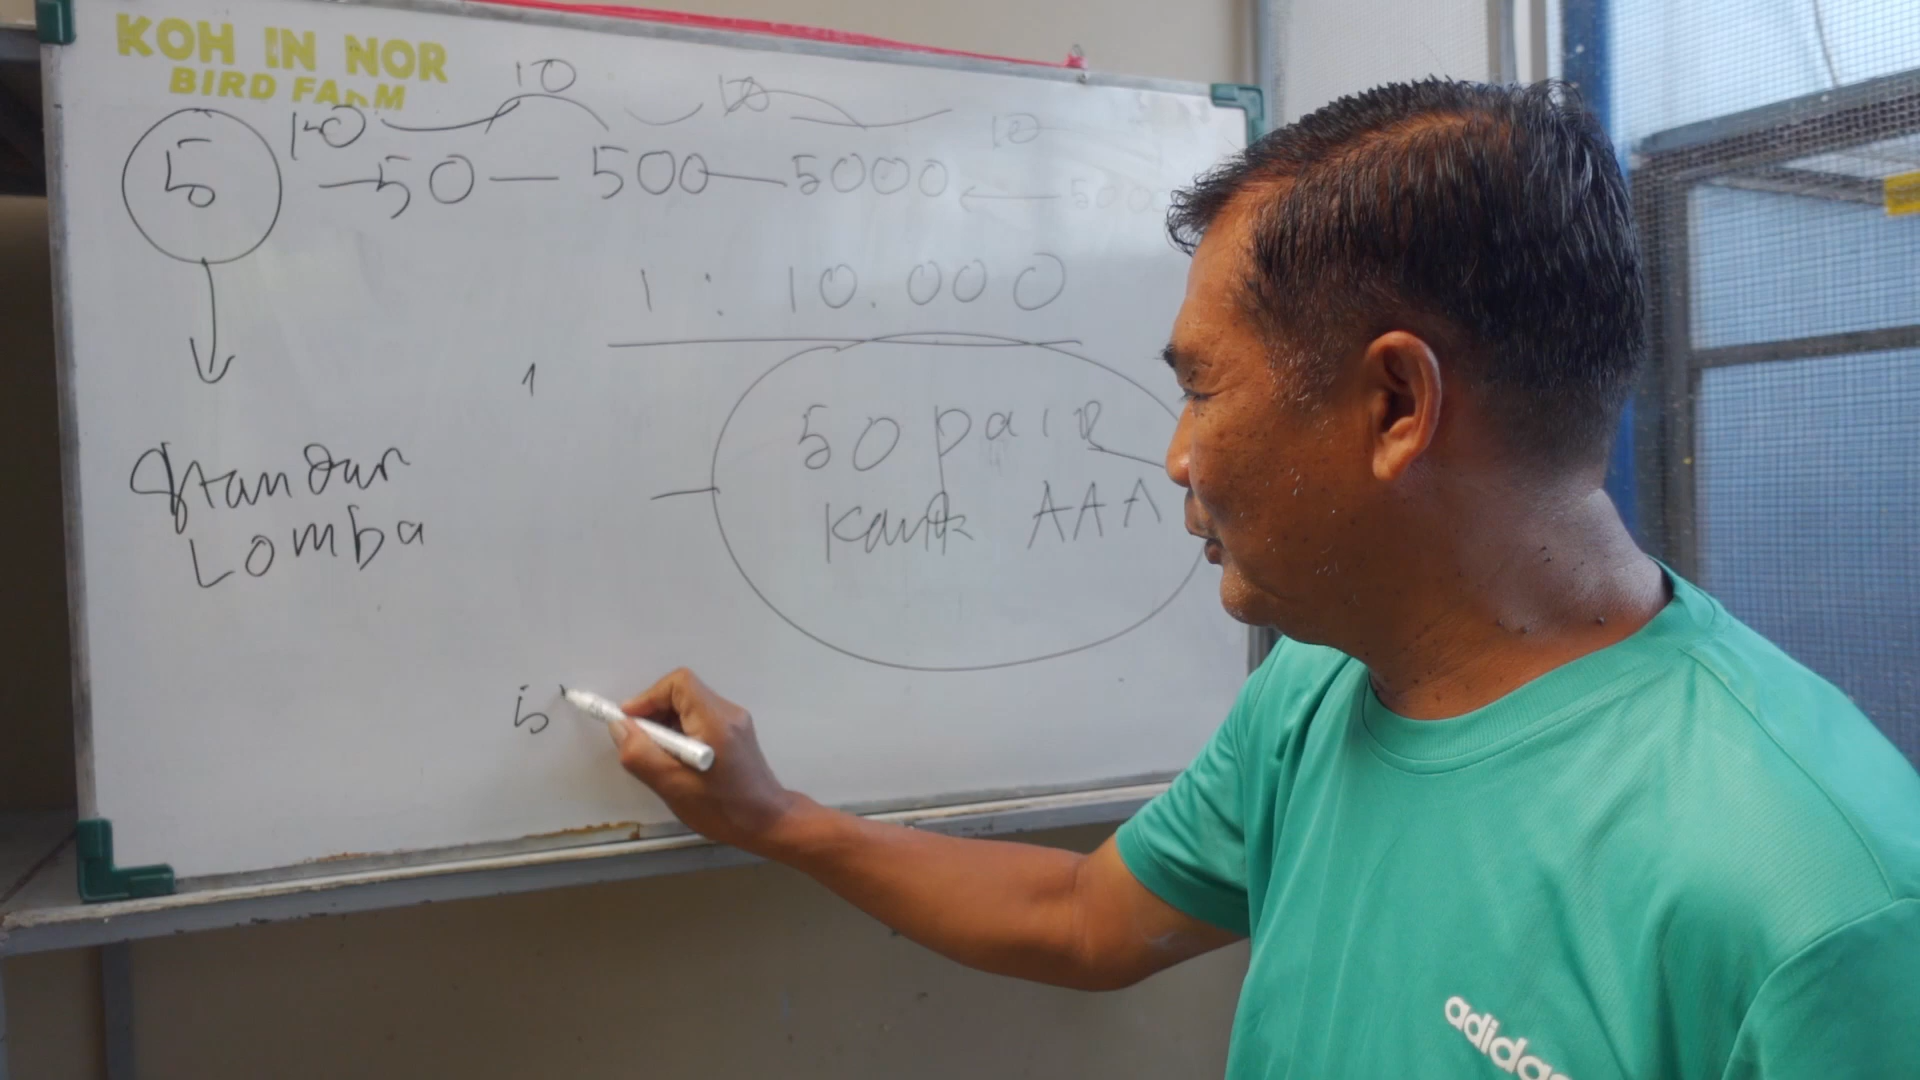 KOH IN NOR
BIRD FARM
10 10 10 10
5 — 50 — 500 — 5000 ← 5000
1 : 10.000
1
50 pair
AAA
Standar
Lomba
5
adidas